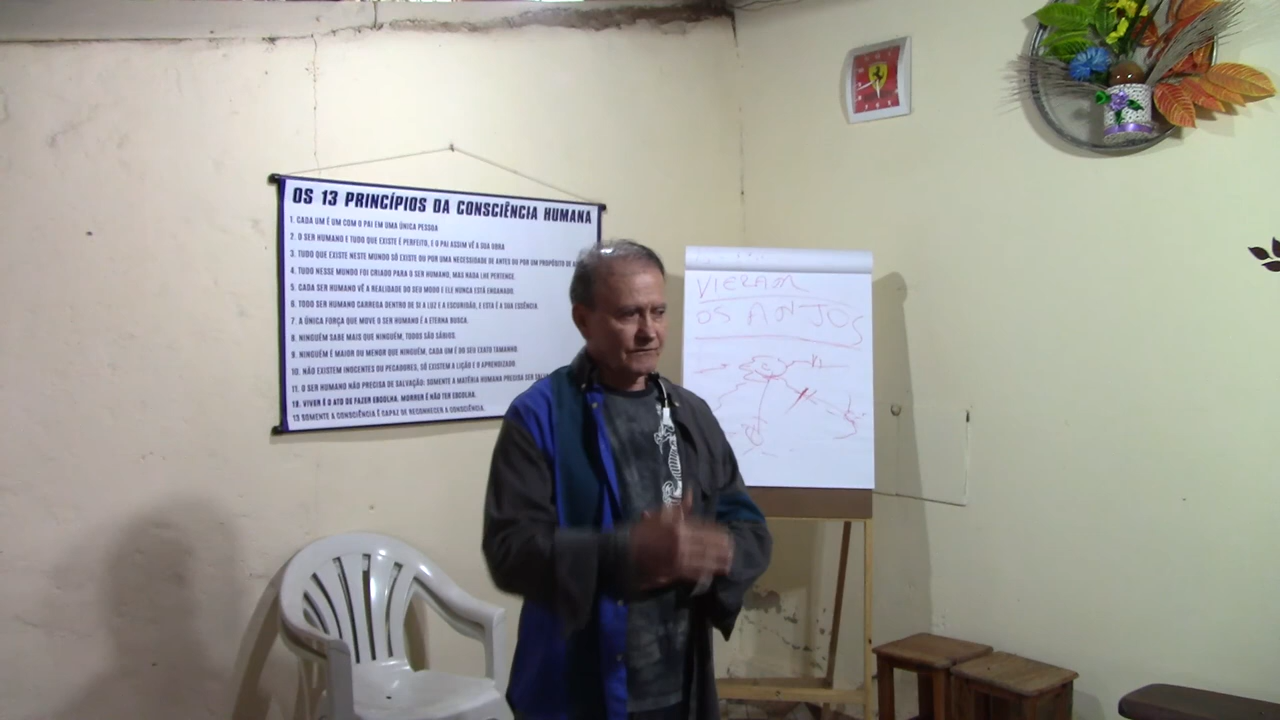 OS 13 PRINCÍPIOS DA CONSCIÊNCIA HUMANA
1. CADA UM É UM COM O PAI EM UMA ÚNICA PESSOA
2. O SER HUMANO E TUDO QUE EXISTE É PERFEITO, E O PAI ASSIM VÊ A SUA OBRA
3. TUDO QUE EXISTE NESTE MUNDO SÓ EXISTE OU POR UMA NECESSIDADE DE ANTES OU POR UM PROPÓSITO DE
4. TUDO NESSE MUNDO FOI CRIADO PARA O SER HUMANO, MAS NADA LHE PERTENCE.
5. CADA SER HUMANO VÊ A REALIDADE DO SEU MODO E ELE NUNCA ESTÁ ENGANADO.
6. TODO SER HUMANO CARREGA DENTRO DE SI A LUZ E A ESCURIDÃO, E ESTA É A SUA ESSÊNCIA.
7. A ÚNICA FORÇA QUE MOVE O SER HUMANO É A ETERNA BUSCA.
8. NINGUÉM SABE MAIS QUE NINGUÉM, TODOS SÃO SÁBIOS.
9. NINGUÉM É MAIOR OU MENOR QUE NINGUÉM, CADA UM É DO SEU EXATO TAMANHO
10. NÃO EXISTEM INOCENTES OU PECADORES, SÓ EXISTEM A LIÇÃO E O APRENDIZADO
11. O SER HUMANO NÃO PRECISA DE SALVAÇÃO: SOMENTE A MATÉRIA HUMANA PRECISA SER
12. VIVER É O ATO DE FAZER ESCOLHA. MORRER É NÃO TER ESCOLHA.
13 SOMENTE A CONSCIÊNCIA É CAPAZ DE RECONHECER A CONSCIÊNCIA.
VIERAM
OS ANJOS